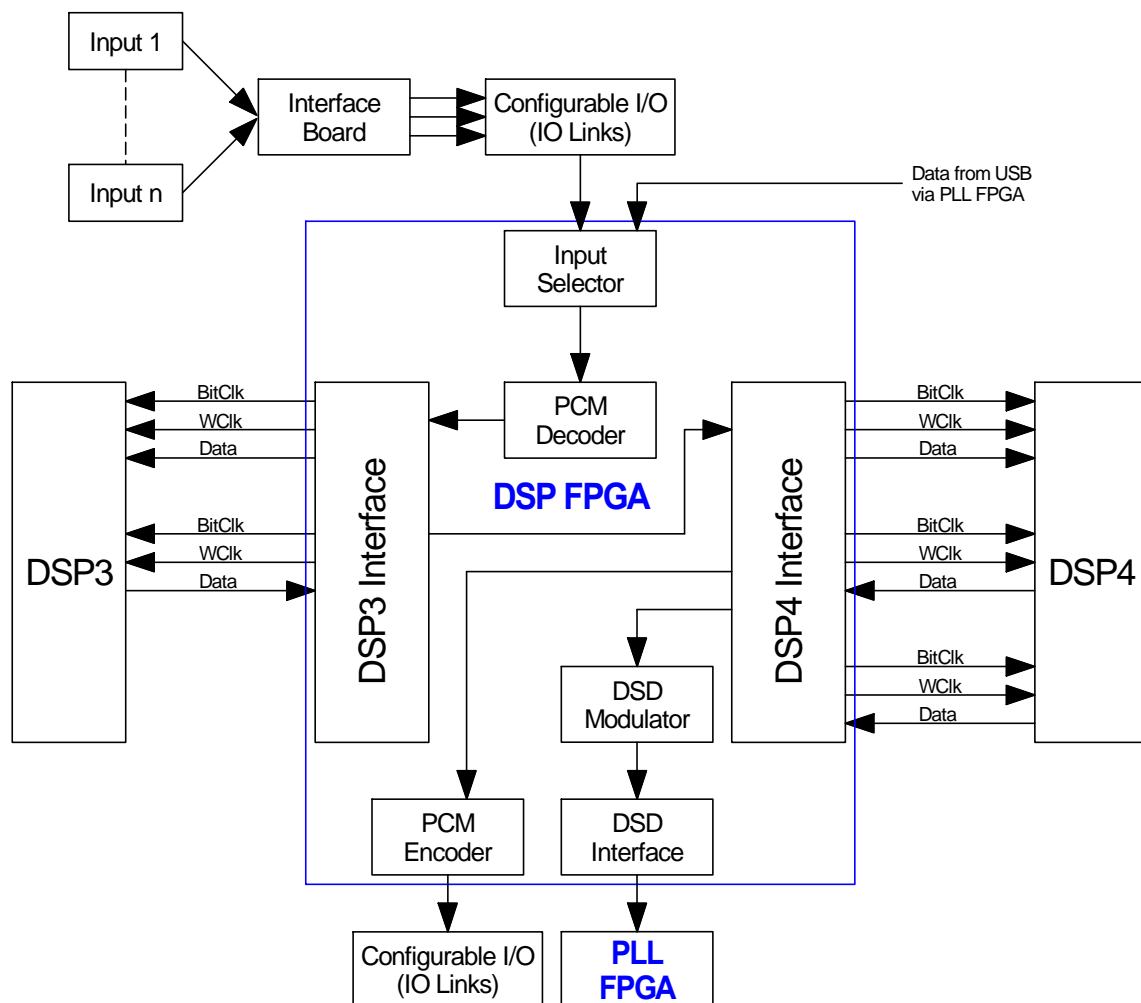 Input 1
Interface
Board
Configurable I/O
(IO Links)
Input n
Data from USB
via PLL FPGA
Input
Selector
PCM
Decoder
DSP FPGA
DSP3
BitClk
WClk
Data
BitClk
WClk
Data
DSP3 Interface
DSP4 Interface
BitClk
WClk
Data
BitClk
WClk
Data
BitClk
WClk
Data
DSP4
DSD
Modulator
PCM
Encoder
DSD
Interface
Configurable I/O
(IO Links)
PLL
FPGA